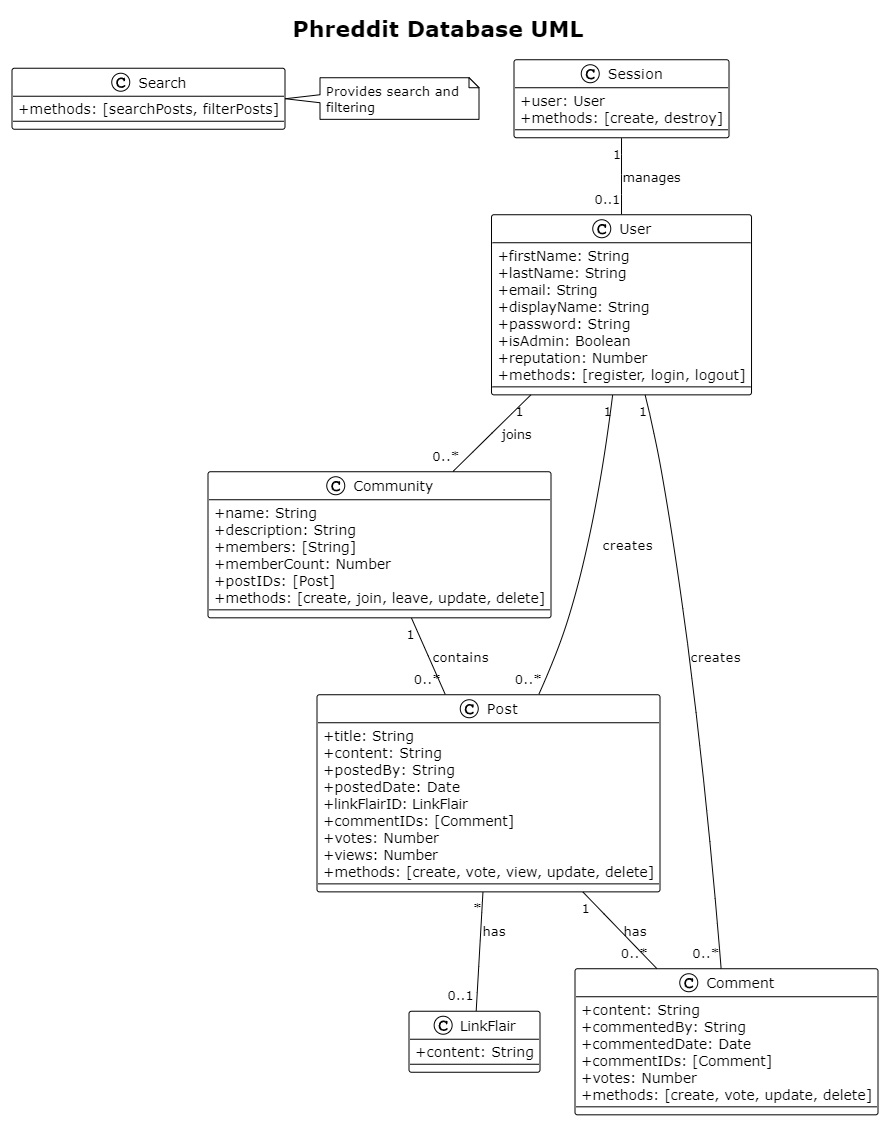 Phreddit Database UML
C Search
+methods: [searchPosts, filterPosts]
Provides search and
filtering
C Session
+user: User
+methods: [create, destroy]
1
manages
0..1
C User
+firstName: String
+lastName: String
+email: String
+displayName: String
+password: String
+isAdmin: Boolean
+reputation: Number
+methods: [register, login, logout]
1
joins
0..*
1
creates
0..*
1
creates
0..*
C Community
+name: String
+description: String
+members: [String]
+memberCount: Number
+postIDs: [Post]
+methods: [create, join, leave, update, delete]
1
contains
0..*
C Post
+title: String
+content: String
+postedBy: String
+postedDate: Date
+linkFlairID: LinkFlair
+commentIDs: [Comment]
+votes: Number
+views: Number
+methods: [create, vote, view, update, delete]
*
has
0..1
1
has
0..*
C LinkFlair
+content: String
C Comment
+content: String
+commentedBy: String
+commentedDate: Date
+commentIDs: [Comment]
+votes: Number
+methods: [create, vote, update, delete]